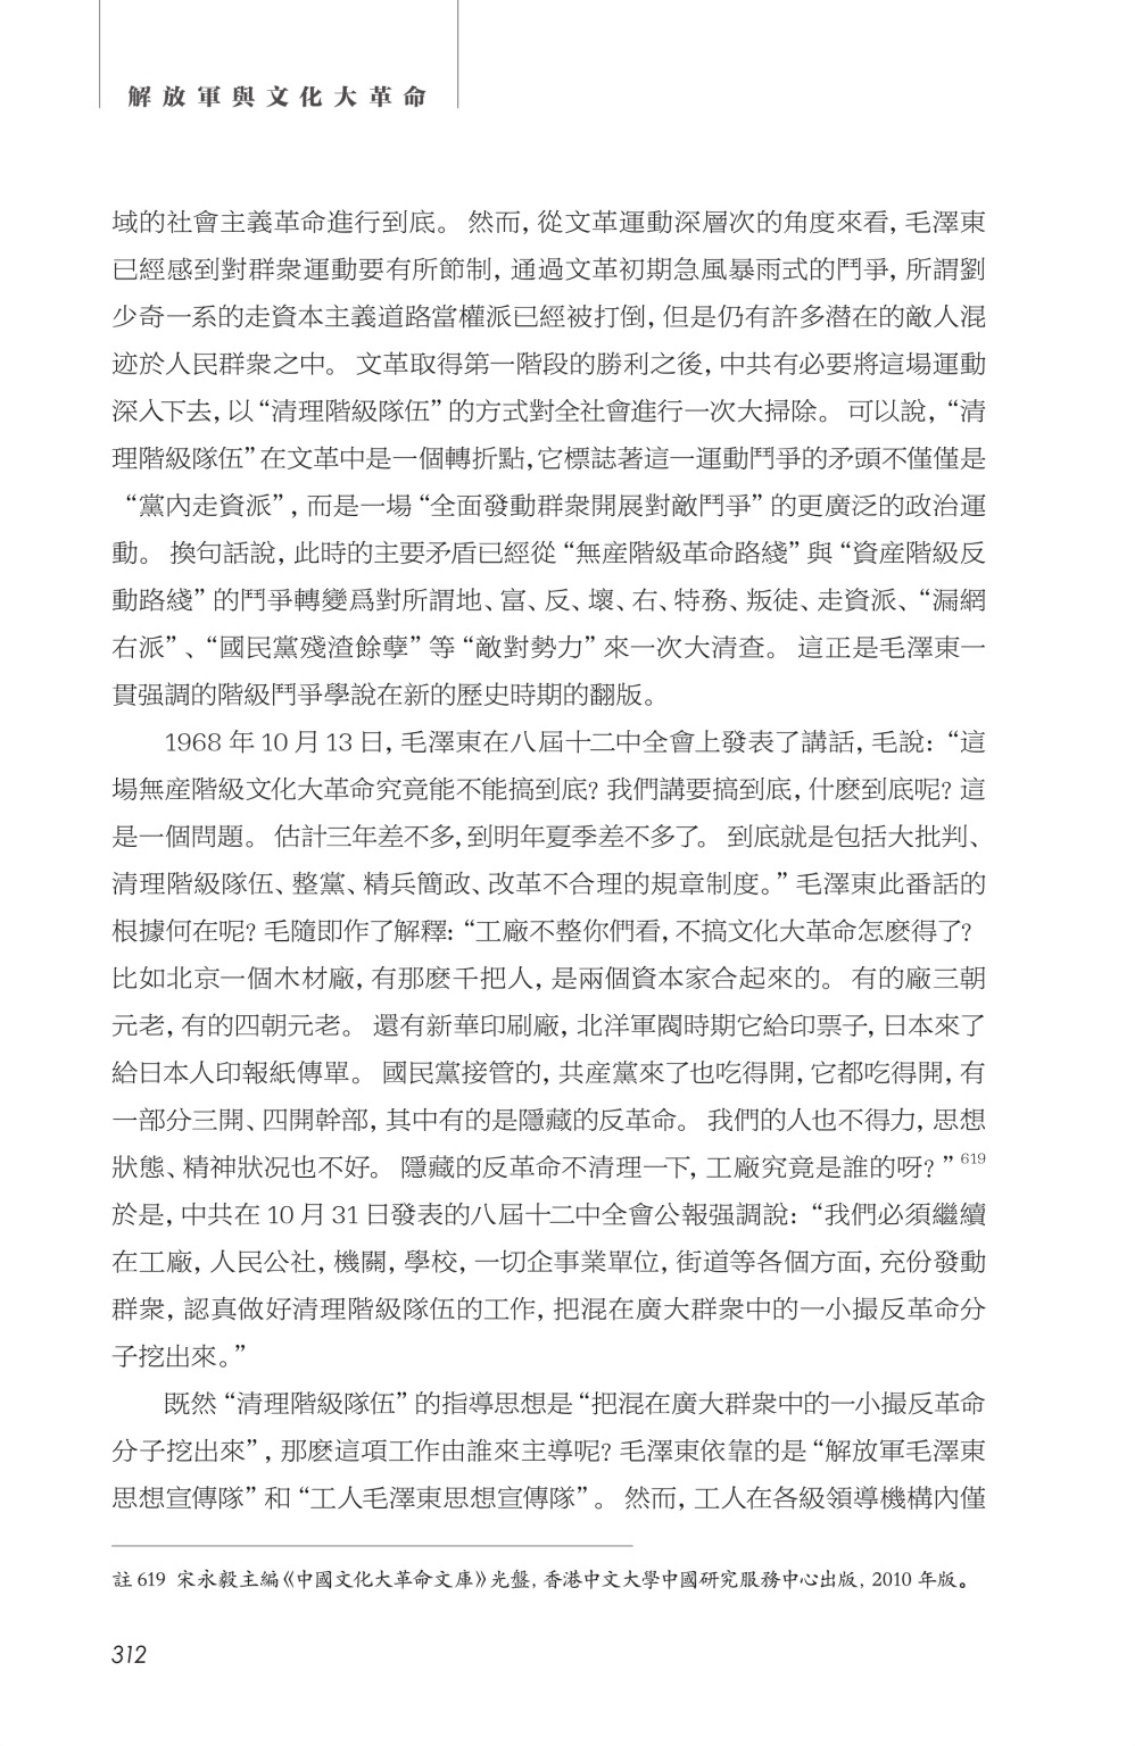 解放軍與文化大革命
域的社會主義革命進行到底。 然而, 從文革運動深層次的角度來看, 毛澤東
已經感到對群衆運動要有所節制, 通過文革初期急風暴雨式的鬥爭, 所謂劉
少奇一系的走資本主義道路當權派已經被打倒, 但是仍有許多潛在的敵人混
迹於人民群衆之中。 文革取得第一階段的勝利之後, 中共有必要將這場運動
深入下去, 以“清理階級隊伍”的方式對全社會進行一次大掃除。 可以說, “清
理階級隊伍”在文革中是一個轉折點, 它標誌著這一運動鬥爭的矛頭不僅僅是
“黨內走資派”, 而是一場“全面發動群衆開展對敵鬥爭”的更廣泛的政治運
動。 換句話說, 此時的主要矛盾已經從“無産階級革命路綫”與“資産階級反
動路綫”的鬥爭轉變爲對所謂地、富、反、壞、右、特務、叛徒、走資派、“漏網
右派”、“國民黨殘渣餘孽”等“敵對勢力”來一次大清查。 這正是毛澤東一
貫强調的階級鬥爭學說在新的歷史時期的翻版。
1968 年 10 月 13 日, 毛澤東在八屆十二中全會上發表了講話, 毛說: “這
場無産階級文化大革命究竟能不能搞到底? 我們講要搞到底, 什麽到底呢? 這
是一個問題。 估計三年差不多, 到明年夏季差不多了。 到底就是包括大批判、
清理階級隊伍、整黨、精兵簡政、改革不合理的規章制度。”毛澤東此番話的
根據何在呢? 毛隨即作了解釋: “工廠不整你們看, 不搞文化大革命怎麽得了?
比如北京一個木材廠, 有那麽千把人, 是兩個資本家合起來的。 有的廠三朝
元老, 有的四朝元老。 還有新華印刷廠, 北洋軍閥時期它給印票子, 日本來了
給日本人印報紙傳單。 國民黨接管的, 共産黨來了也吃得開, 它都吃得開, 有
一部分三開、四開幹部, 其中有的是隱藏的反革命。 我們的人也不得力, 思想
狀態、精神狀况也不好。 隱藏的反革命不清理一下, 工廠究竟是誰的呀? ” 619
於是, 中共在 10 月 31 日發表的八屆十二中全會公報强調說: “我們必須繼續
在工廠, 人民公社, 機關, 學校, 一切企事業單位, 街道等各個方面, 充份發動
群衆, 認真做好清理階級隊伍的工作, 把混在廣大群衆中的一小撮反革命分
子挖出來。”
既然“清理階級隊伍”的指導思想是“把混在廣大群衆中的一小撮反革命
分子挖出來”, 那麽這項工作由誰來主導呢? 毛澤東依靠的是“解放軍毛澤東
思想宣傳隊”和“工人毛澤東思想宣傳隊”。 然而, 工人在各級領導機構內僅
註 619 宋永毅主編《中國文化大革命文庫》光盤, 香港中文大學中國研究服務中心出版, 2010 年版。
312